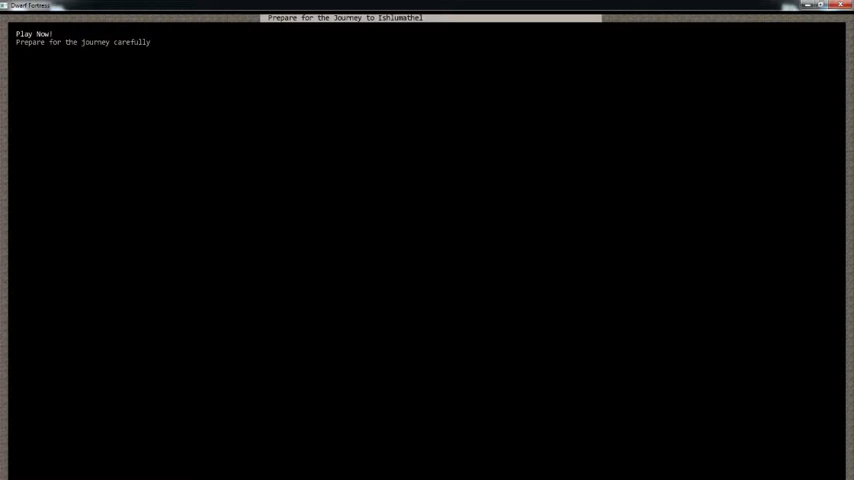 Dwarf Fortress
Prepare for the Journey to Ishlumathel
Play Now!
Prepare for the journey carefully